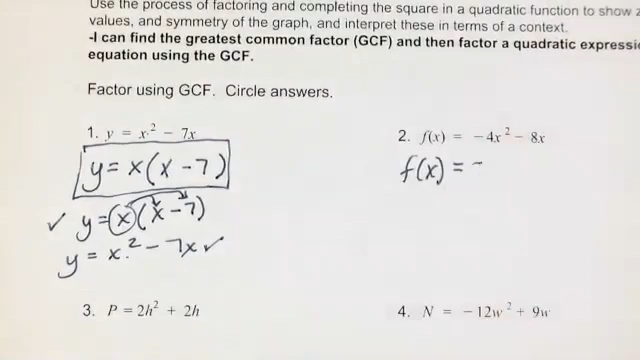 Use the process of factoring and completing the square in a quadratic function to show
values, and symmetry of the graph, and interpret these in terms of a context.
-I can find the greatest common factor (GCF) and then factor a quadratic
equation using the GCF.
Factor using GCF. Circle answers.
1. y = x² − 7x
y = x(x − 7)
✓ y = x(x − 7)
y = x² − 7x ✓
2. f(x) = −4x² − 8x
f(x) = −
3. P = 2h² + 2h
4. N = −12w² + 9w